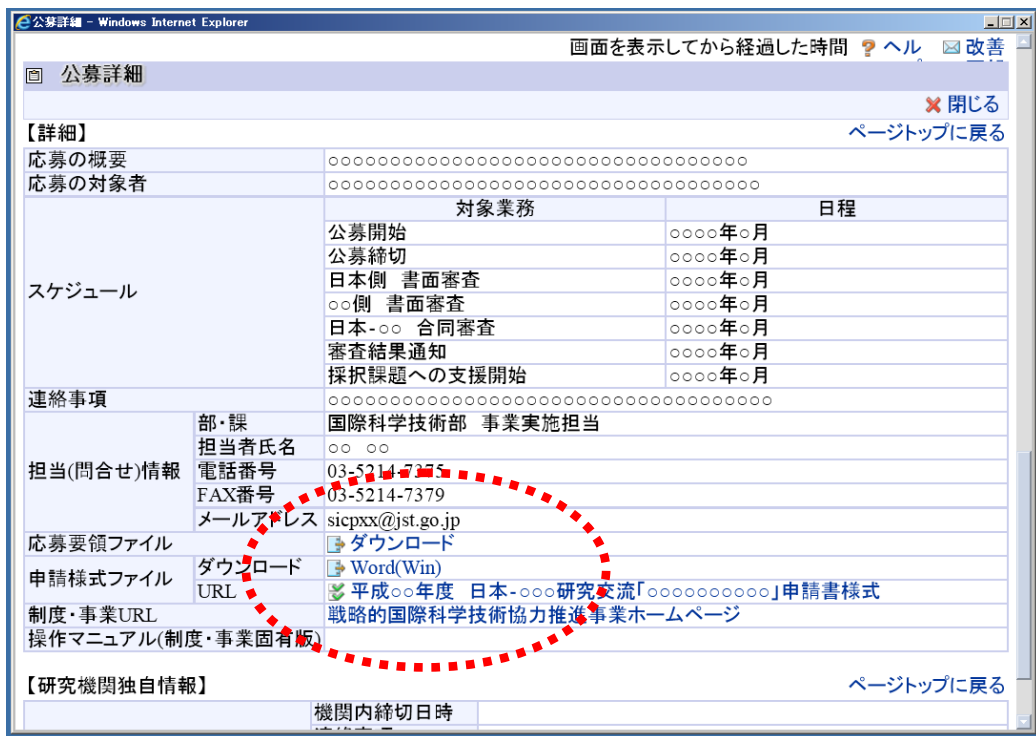 公募詳細 - Windows Internet Explorer
画面を表示してから経過した時間 ヘル 改善
公募詳細
閉じる
【詳細】 ページトップに戻る
応募の概要 ○○○○○○○○○○○○○○○○○○○○○○○○○○○○○○○○○○
応募の対象者 ○○○○○○○○○○○○○○○○○○○○○○○○○○○○○○○○○○○
スケジュール
対象業務 日程
公募開始 ○○○○年○月
公募締切 ○○○○年○月
日本側 書面審査 ○○○○年○月
○○側 書面審査 ○○○○年○月
日本-○○ 合同審査 ○○○○年○月
審査結果通知 ○○○○年○月
採択課題への支援開始 ○○○○年○月
連絡事項 ○○○○○○○○○○○○○○○○○○○○○○○○○○○○○○○○○○○○
担当(問合せ)情報
部・課 国際科学技術部 事業実施担当
担当者氏名 ○○ ○○
電話番号 03-5214-7375
FAX番号 03-5214-7379
メールアドレス sicpxx@jst.go.jp
応募要領ファイル ダウンロード
申請様式ファイル
ダウンロード Word(Win)
URL 平成○○年度 日本-○○○研究交流「○○○○○○○○○○」申請書様式
制度・事業URL 戦略的国際科学技術協力推進事業ホームページ
操作マニュアル(制度・事業固有版)
【研究機関独自情報】 ページトップに戻る
機関内締切日時